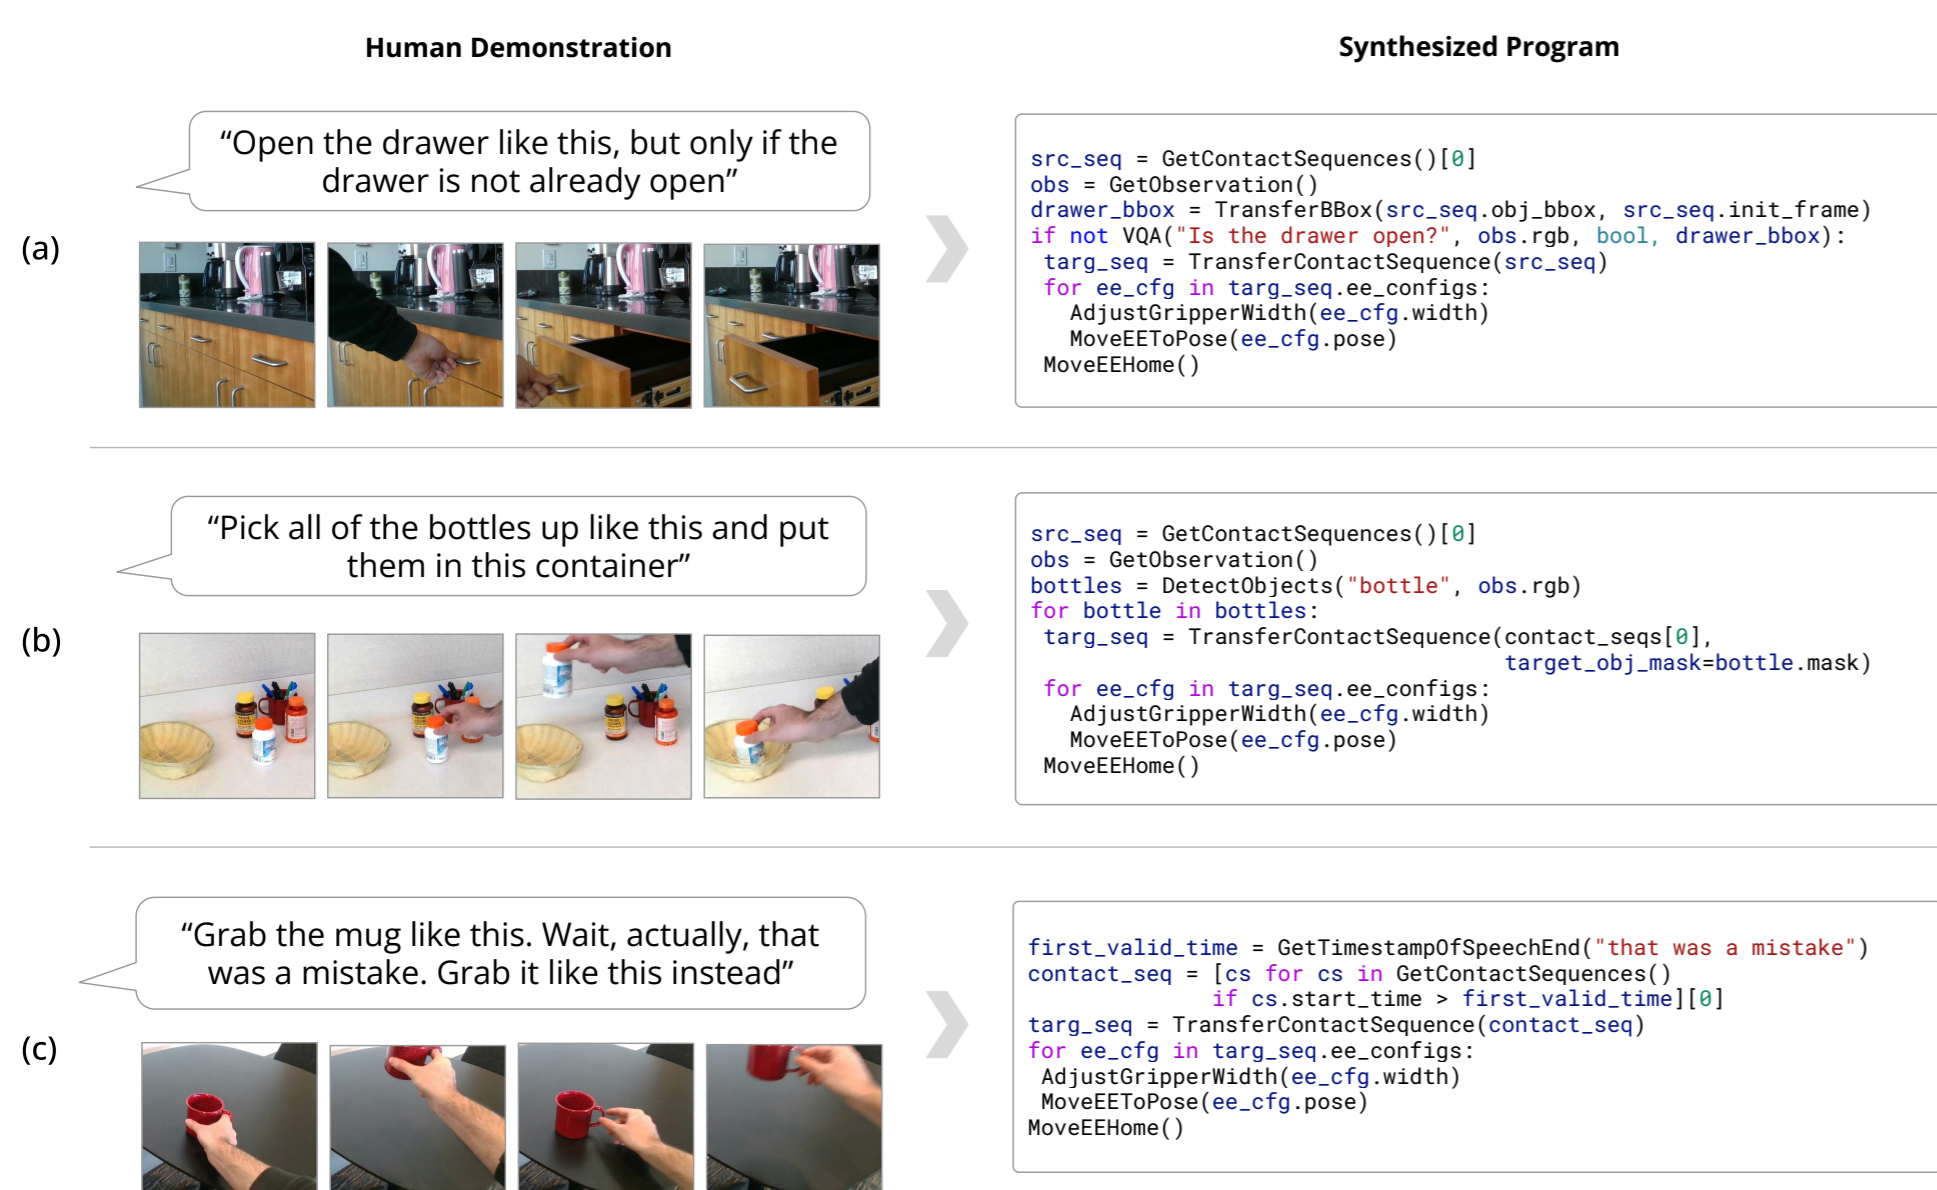 Human Demonstration
Synthesized Program
(a)
“Open the drawer like this, but only if the
drawer is not already open”
src_seq = GetContactSequences()[0]
obs = GetObservation()
drawer_bbox = TransferBBox(src_seq.obj_bbox, src_seq.init_frame)
if not VQA("Is the drawer open?", obs.rgb, bool, drawer_bbox):
 targ_seq = TransferContactSequence(src_seq)
 for ee_cfg in targ_seq.ee_configs:
   AdjustGripperWidth(ee_cfg.width)
   MoveEEToPose(ee_cfg.pose)
 MoveEEHome()
(b)
“Pick all of the bottles up like this and put
them in this container”
src_seq = GetContactSequences()[0]
obs = GetObservation()
bottles = DetectObjects("bottle", obs.rgb)
for bottle in bottles:
 targ_seq = TransferContactSequence(contact_seqs[0],
                                    target_obj_mask=bottle.mask)
 for ee_cfg in targ_seq.ee_configs:
   AdjustGripperWidth(ee_cfg.width)
   MoveEEToPose(ee_cfg.pose)
 MoveEEHome()
(c)
“Grab the mug like this. Wait, actually, that
was a mistake. Grab it like this instead”
first_valid_time = GetTimestampOfSpeechEnd("that was a mistake")
contact_seq = [cs for cs in GetContactSequences()
              if cs.start_time > first_valid_time][0]
targ_seq = TransferContactSequence(contact_seq)
for ee_cfg in targ_seq.ee_configs:
 AdjustGripperWidth(ee_cfg.width)
 MoveEEToPose(ee_cfg.pose)
MoveEEHome()